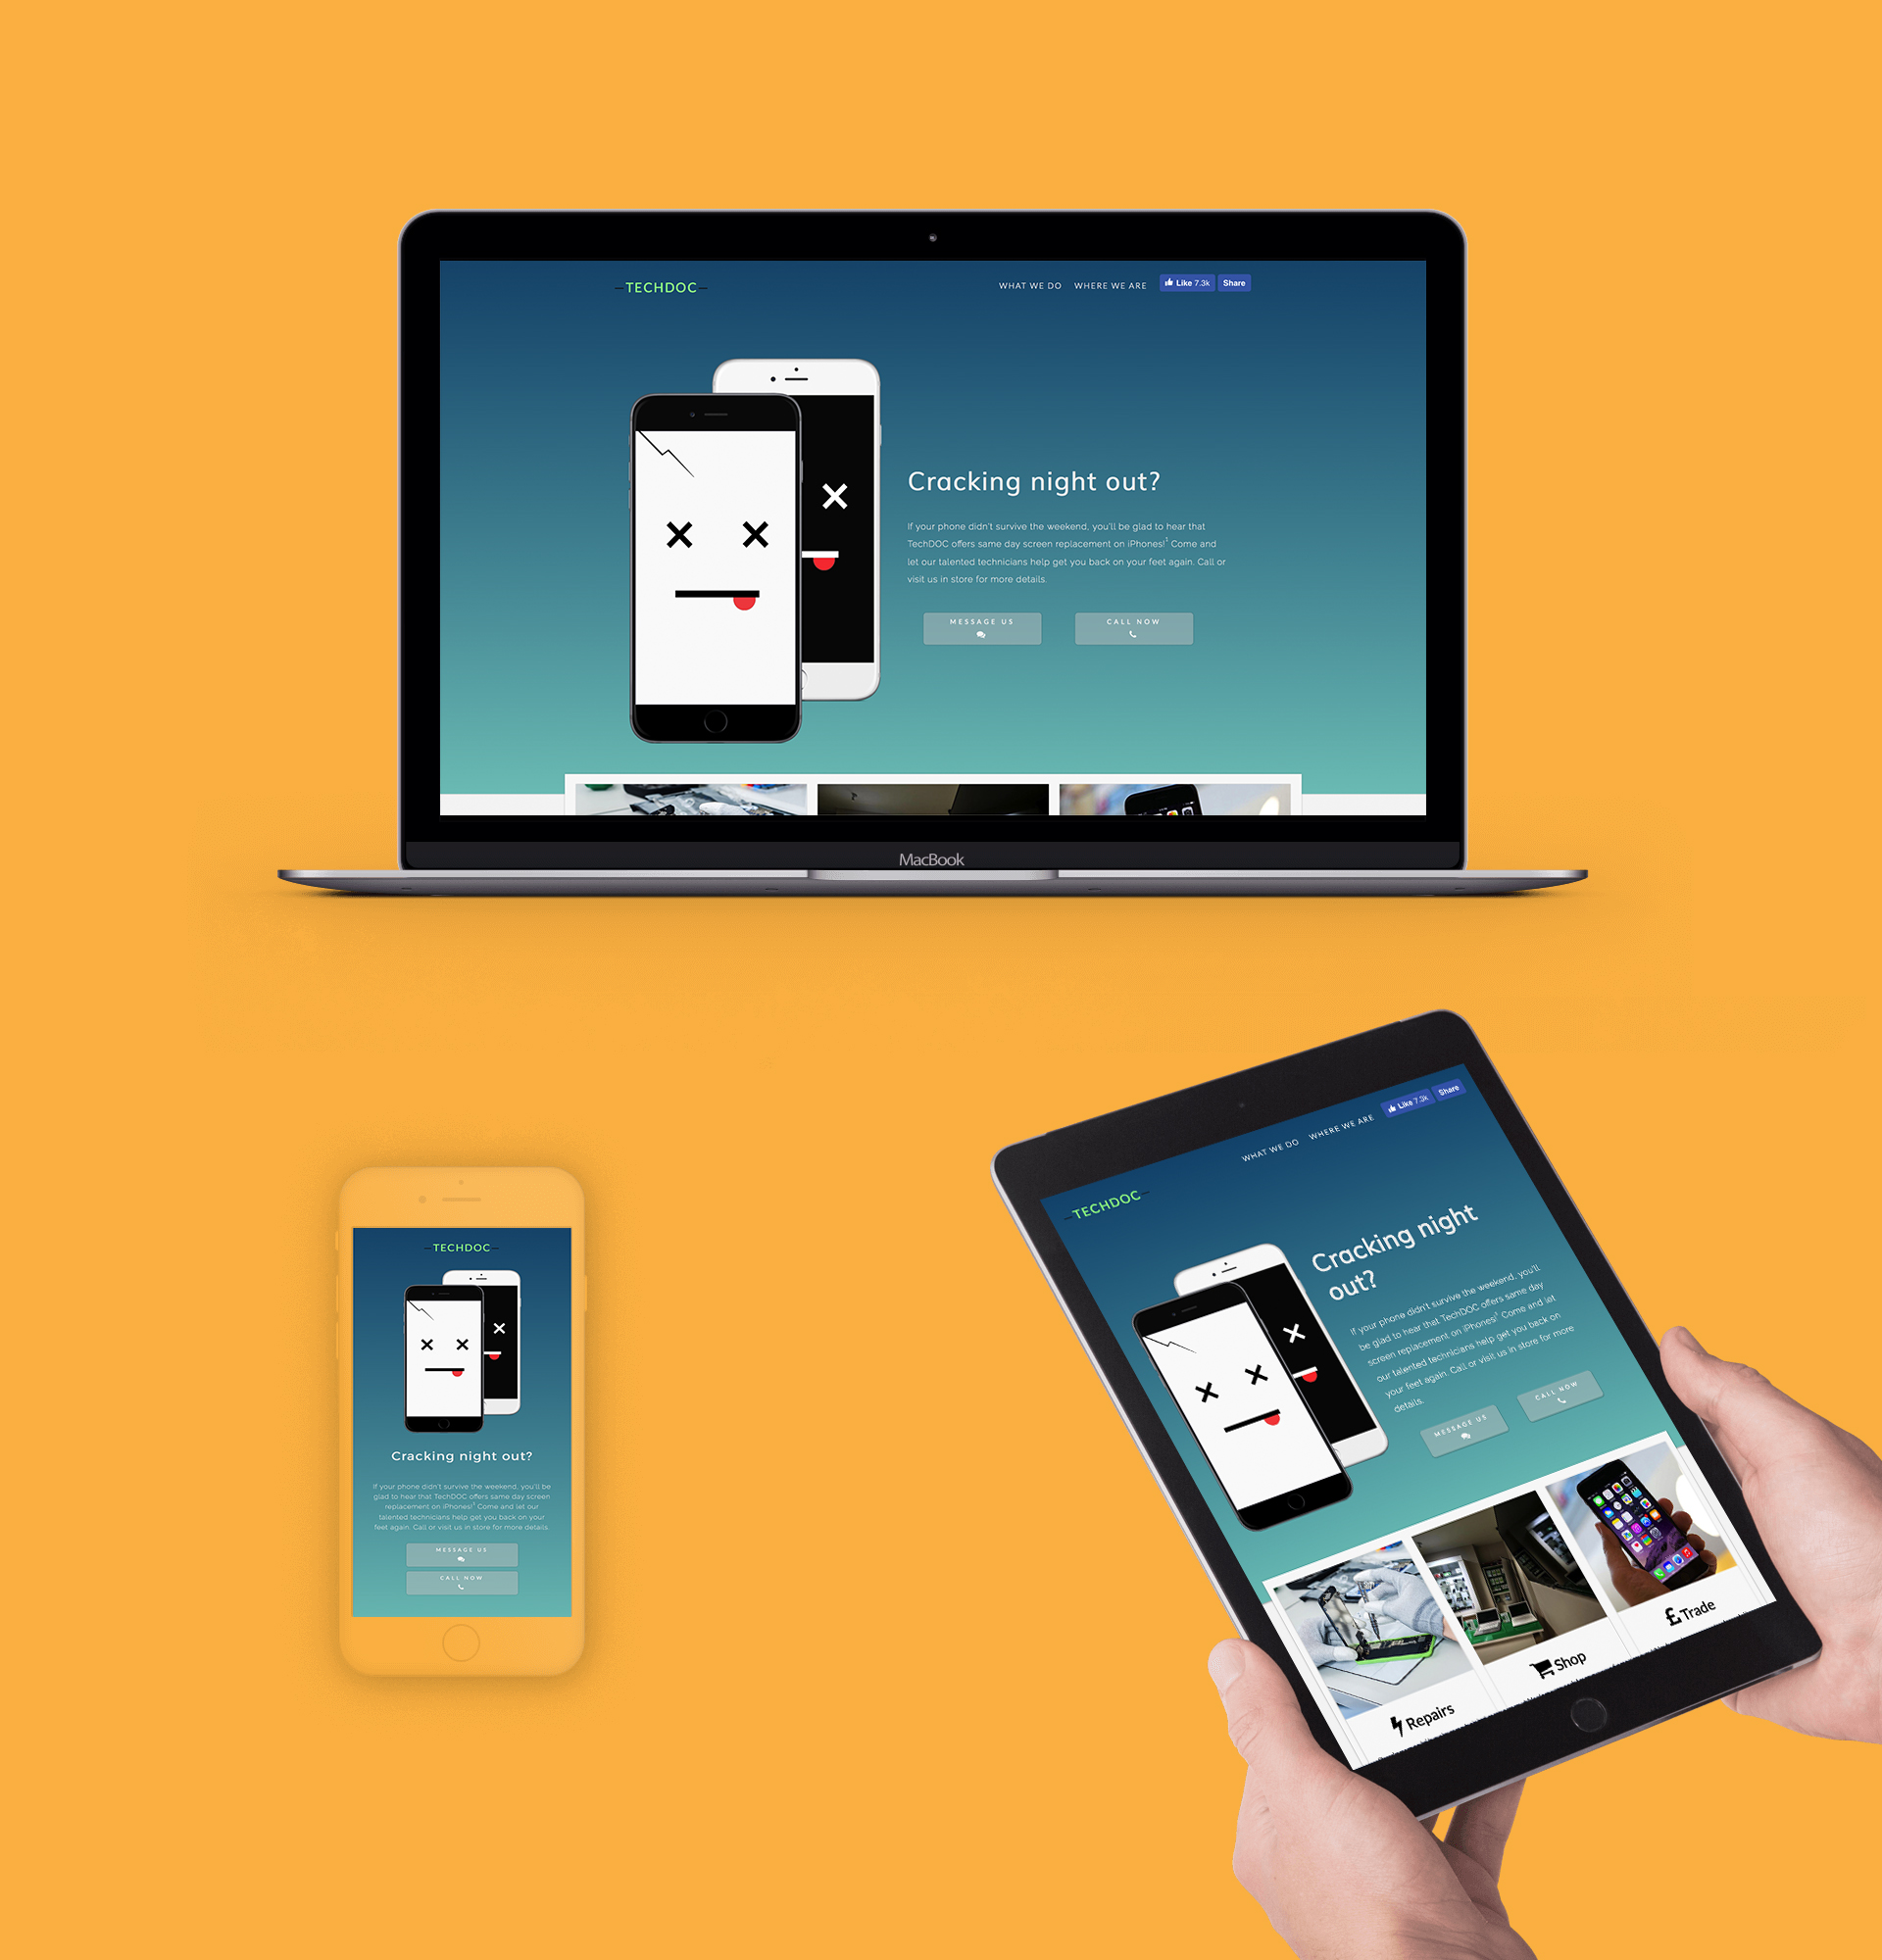 —TECHDOC—
WHAT WE DO WHERE WE ARE Like 7.3k Share
Cracking night out?
If your phone didn't survive the weekend, you'll be glad to hear that
TechDOC offers same day screen replacement on iPhones!⁵ Come and
let our talented technicians help get you back on your feet again. Call or
visit us in store for more details.
MESSAGE US CALL NOW
MacBook
—TECHDOC—
Cracking night out?
If your phone didn't survive the weekend, you'll be
glad to hear that TechDOC offers same day screen
replacement on iPhones!⁵ Come and let our
talented technicians help get you back on your
feet again. Call or visit us in store for more details.
MESSAGE US
CALL NOW
WHAT WE DO WHERE WE ARE Like 7.3k Share
—TECHDOC—
Cracking night
out?
If your phone didn't survive the weekend, you'll
be glad to hear that TechDOC offers same day
screen replacement on iPhones!⁵ Come and let
our talented technicians help get you back on
your feet again. Call or visit us in store for more
details.
MESSAGE US CALL NOW
Repairs Shop £ Trade